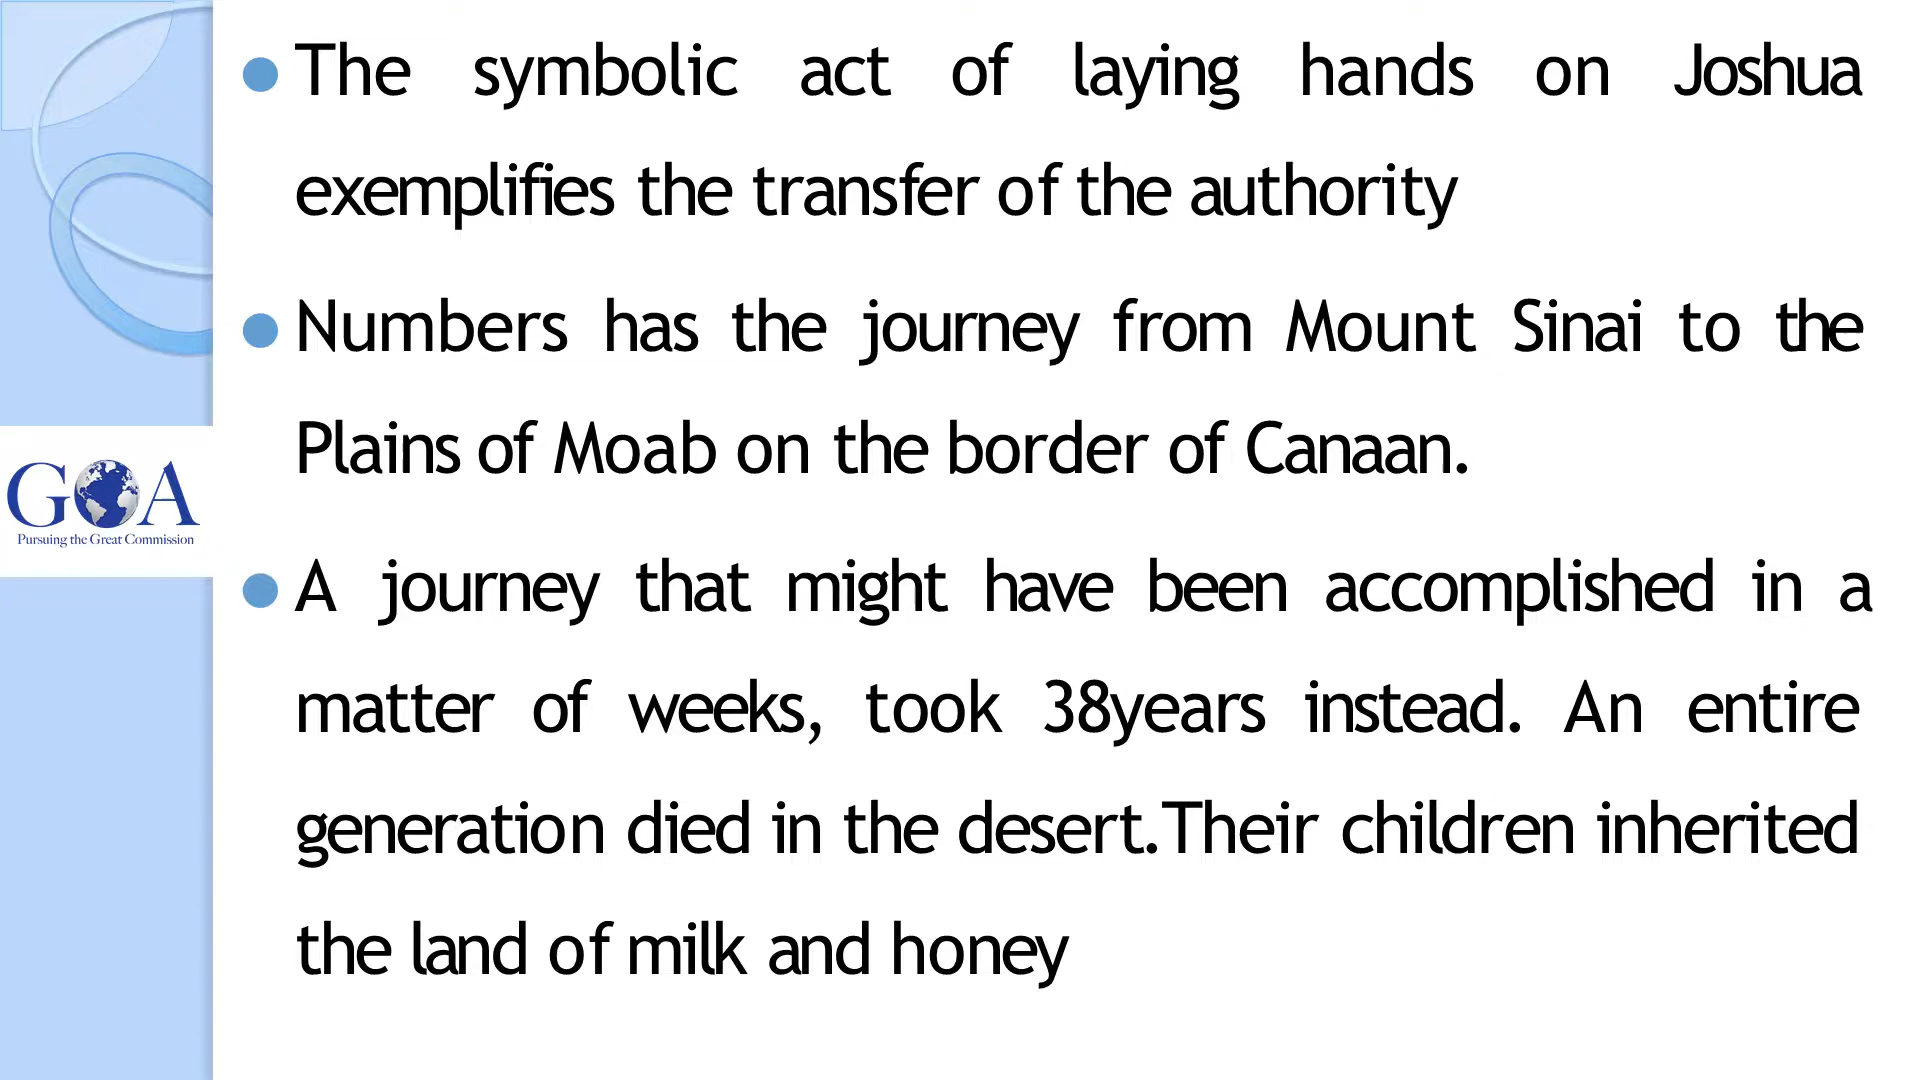 The symbolic act of laying hands on Joshua
exemplifies the transfer of the authority
Numbers has the journey from Mount Sinai to the
Plains of Moab on the border of Canaan.
GOA
Pursuing the Great Commission
A journey that might have been accomplished in a
matter of weeks, took 38years instead. An entire
generation died in the desert.Their children inherited
the land of milk and honey